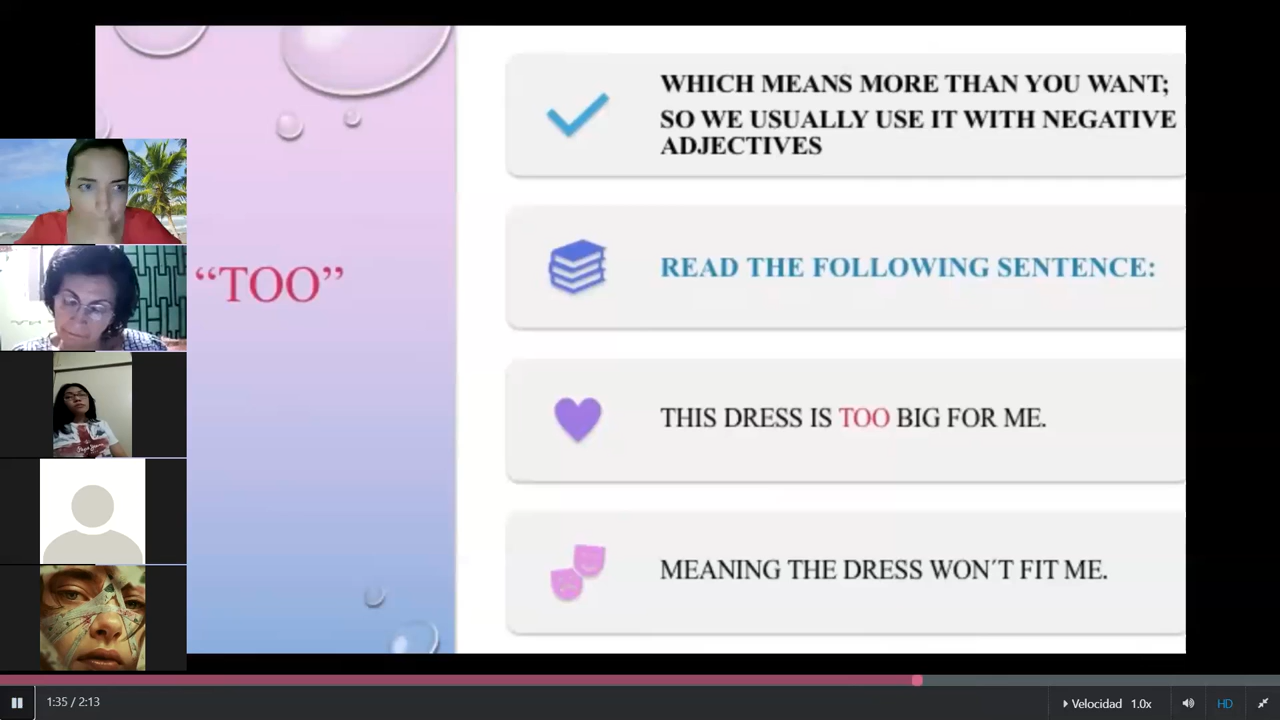 “TOO”
WHICH MEANS MORE THAN YOU WANT;
SO WE USUALLY USE IT WITH NEGATIVE
ADJECTIVES
READ THE FOLLOWING SENTENCE:
THIS DRESS IS TOO BIG FOR ME.
MEANING THE DRESS WON´T FIT ME.
1:35 / 2:13
Velocidad 1.0x
HD